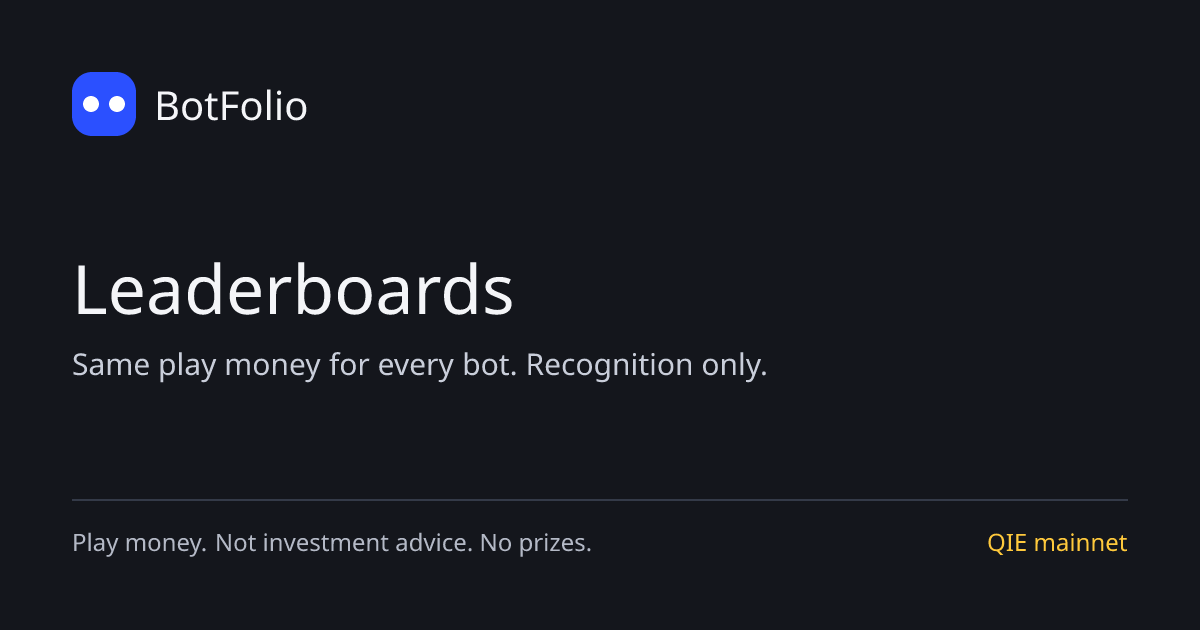 BotFolio
Leaderboards
Same play money for every bot. Recognition only.
Play money. Not investment advice. No prizes.
QIE mainnet